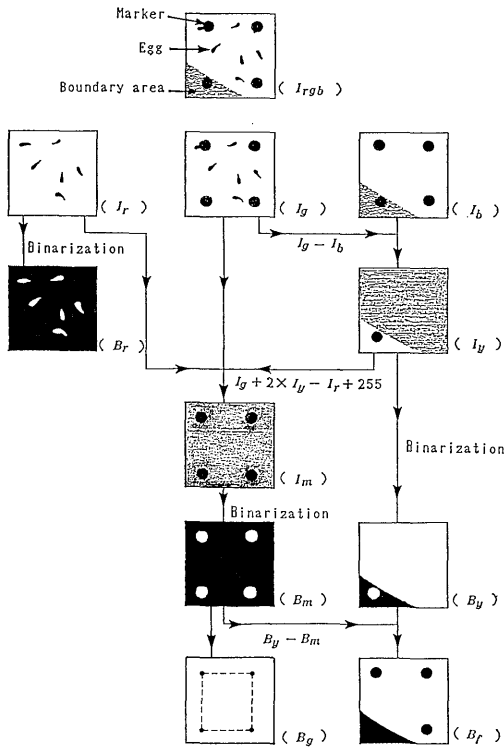 Marker
Egg
Boundary area
( I_rgb )
( I_r )
( I_g )
( I_b )
Binarization
I_g − I_b
( B_r )
( I_y )
I_g + 2 × I_y − I_r + 255
( I_m )
Binarization
Binarization
( B_m )
( B_y )
B_y − B_m
( B_g )
( B_f )